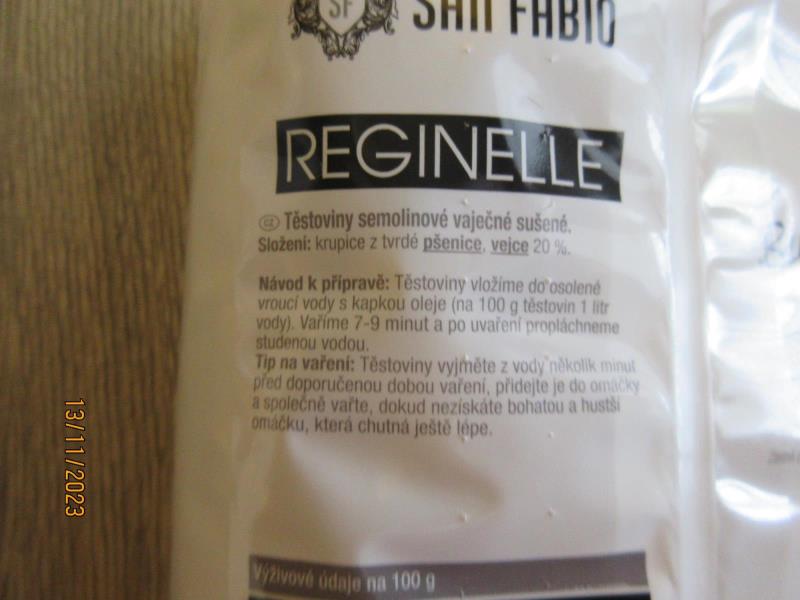 SF
SAN FABIO
REGINELLE
CZ Těstoviny semolinové vaječné sušené.
Složení: krupice z tvrdé pšenice, vejce 20 %.
Návod k přípravě: Těstoviny vložíme do osolené
vroucí vody s kapkou oleje (na 100 g těstovin 1 litr
vody). Vaříme 7-9 minut a po uvaření propláchneme
studenou vodou.
Tip na vaření: Těstoviny vyjměte z vody několik minut
před doporučenou dobou vaření, přidejte je do omáčky
a společně vařte, dokud nezískáte bohatou a hustší
omáčku, která chutná ještě lépe.
Výživové údaje na 100 g
13/11/2023